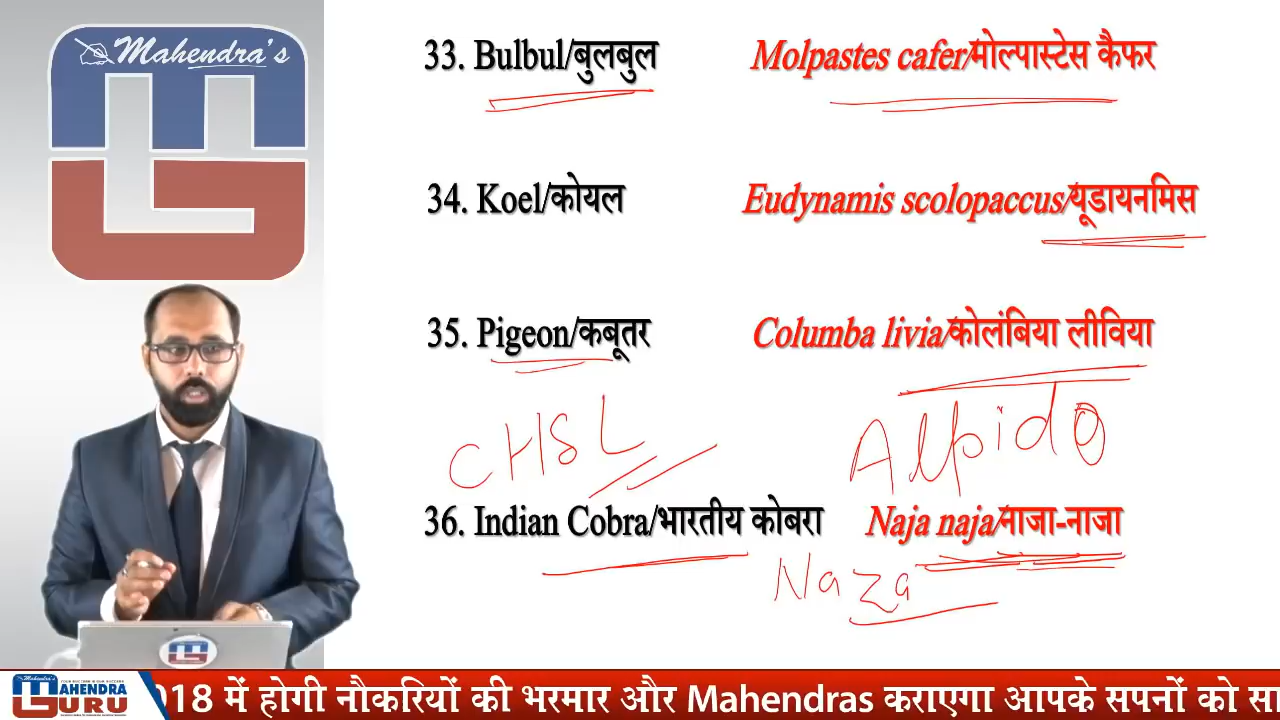 Mahendra's
33. Bulbul/बुलबुल Molpastes cafer/मोल्पास्टेस कैफर
34. Koel/कोयल Eudynamis scolopaccus/यूडायनमिस
35. Pigeon/कबूतर Columba livia/कोलंबिया लीविया
CHSL Alpido
36. Indian Cobra/भारतीय कोबरा Naja naja/नाजा-नाजा
Naza
MAHENDRA GURU
018 में होगी नौकरियों की भरमार और Mahendras कराएगा आपके सपनों को सा